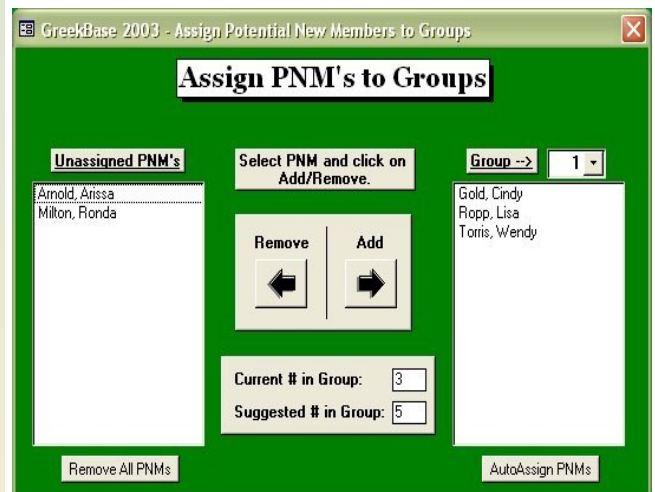 GreekBase 2003 - Assign Potential New Members to Groups
Assign PNM's to Groups
Unassigned PNM's
Arnold, Arissa
Milton, Ronda
Select PNM and click on
Add/Remove.
Remove Add
Current # in Group: 3
Suggested # in Group: 5
Group --> 1
Gold, Cindy
Ropp, Lisa
Torris, Wendy
Remove All PNMs
AutoAssign PNMs